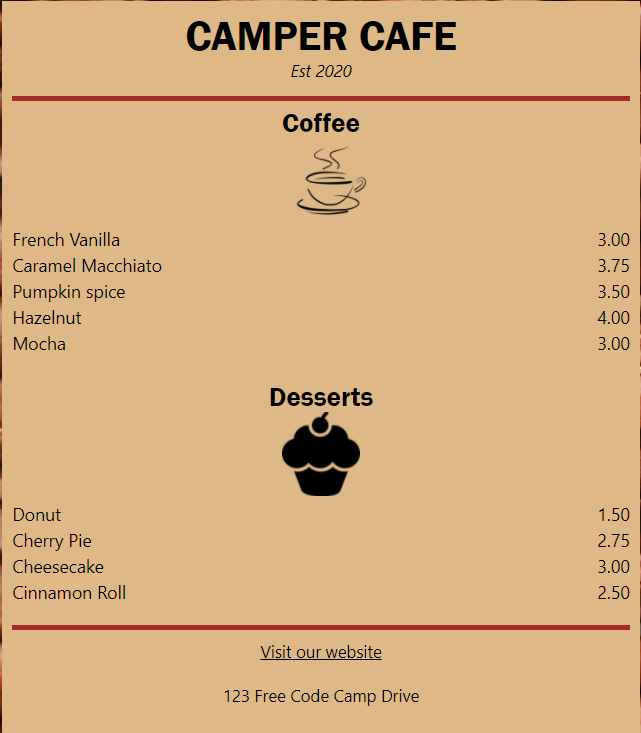 CAMPER CAFE
Est 2020
Coffee
French Vanilla 3.00
Caramel Macchiato 3.75
Pumpkin spice 3.50
Hazelnut 4.00
Mocha 3.00
Desserts
Donut 1.50
Cherry Pie 2.75
Cheesecake 3.00
Cinnamon Roll 2.50
Visit our website
123 Free Code Camp Drive